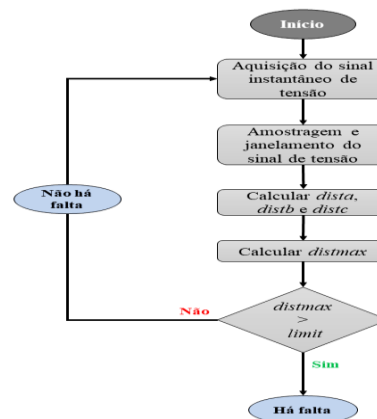 Início
Aquisição do sinal
instantâneo de
tensão
Amostragem e
janelamento do
sinal de tensão
Calcular dista,
distb e distc
Calcular distmax
distmax
>
limit
Não
Não há
falta
Sim
Há falta